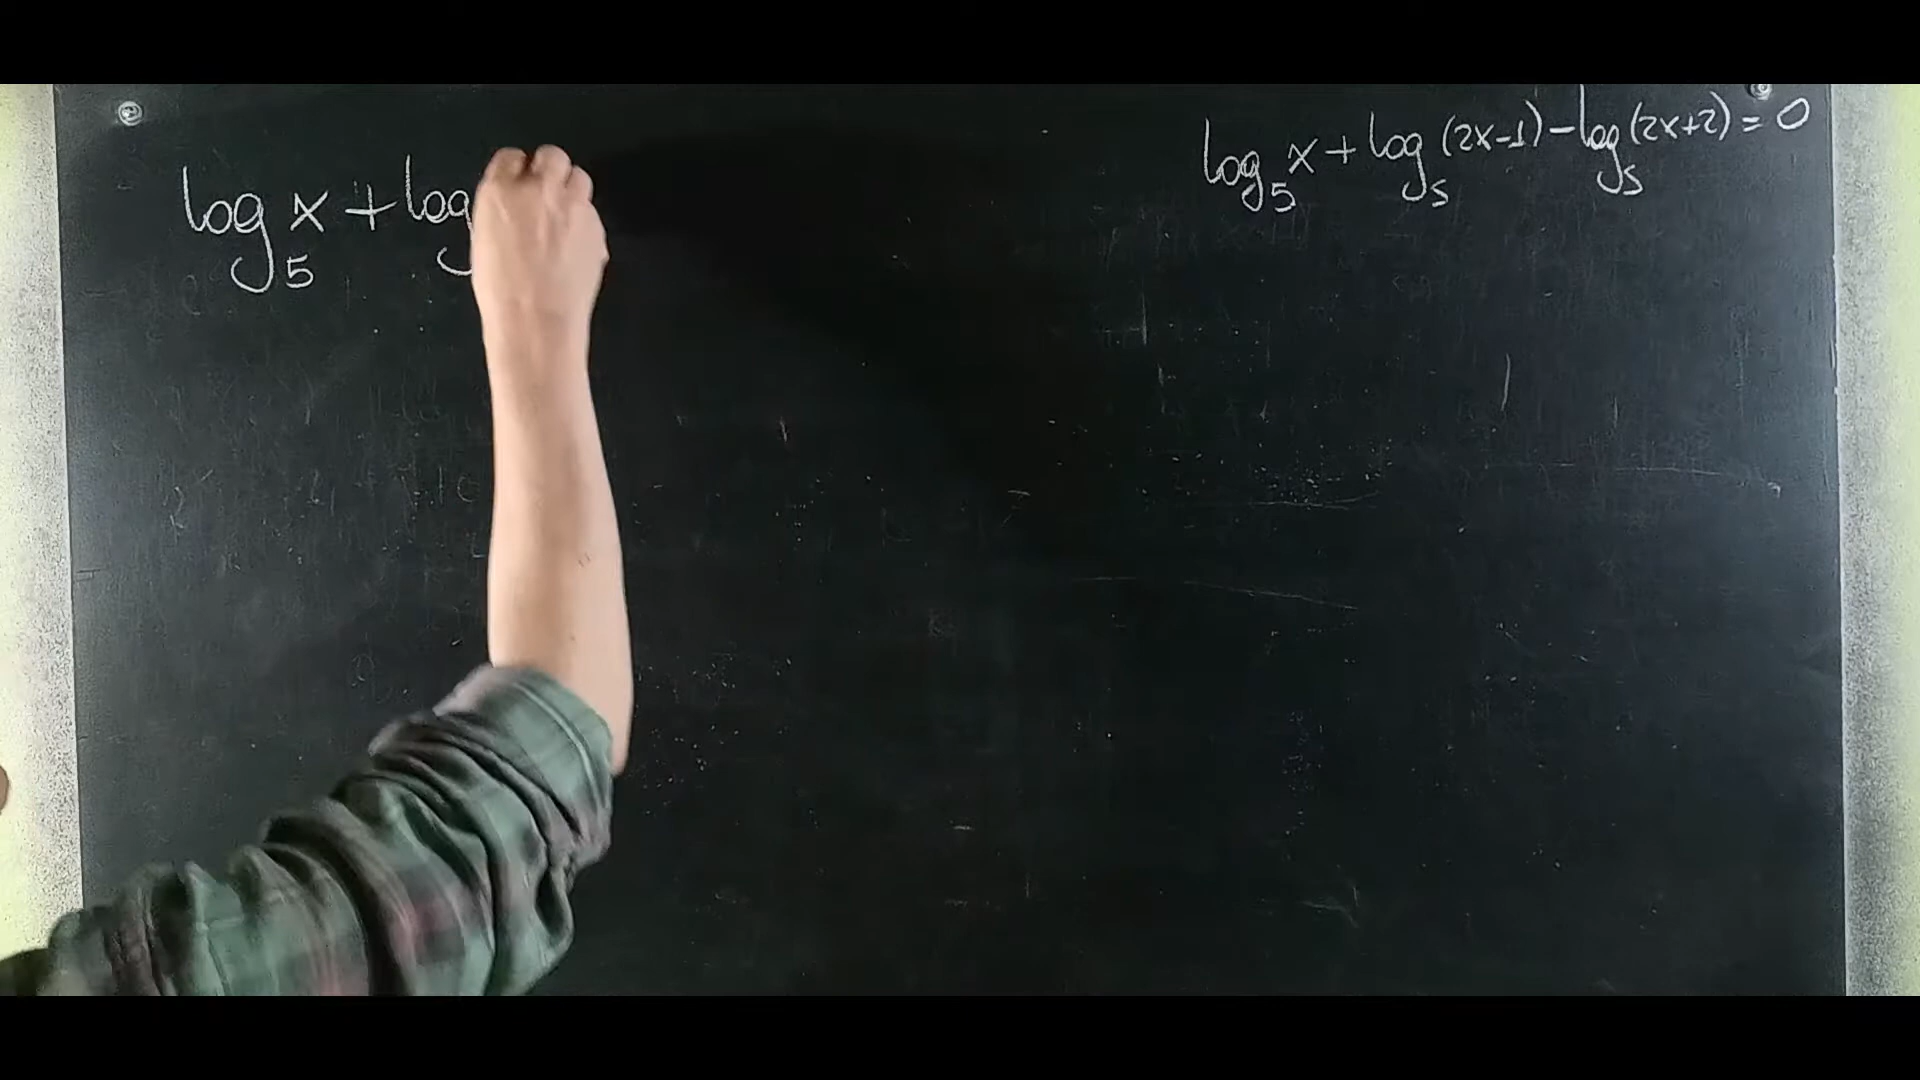 log₅ x + log₅ (2x-1) - log₅ (2x+2) = 0
log₅ x + log